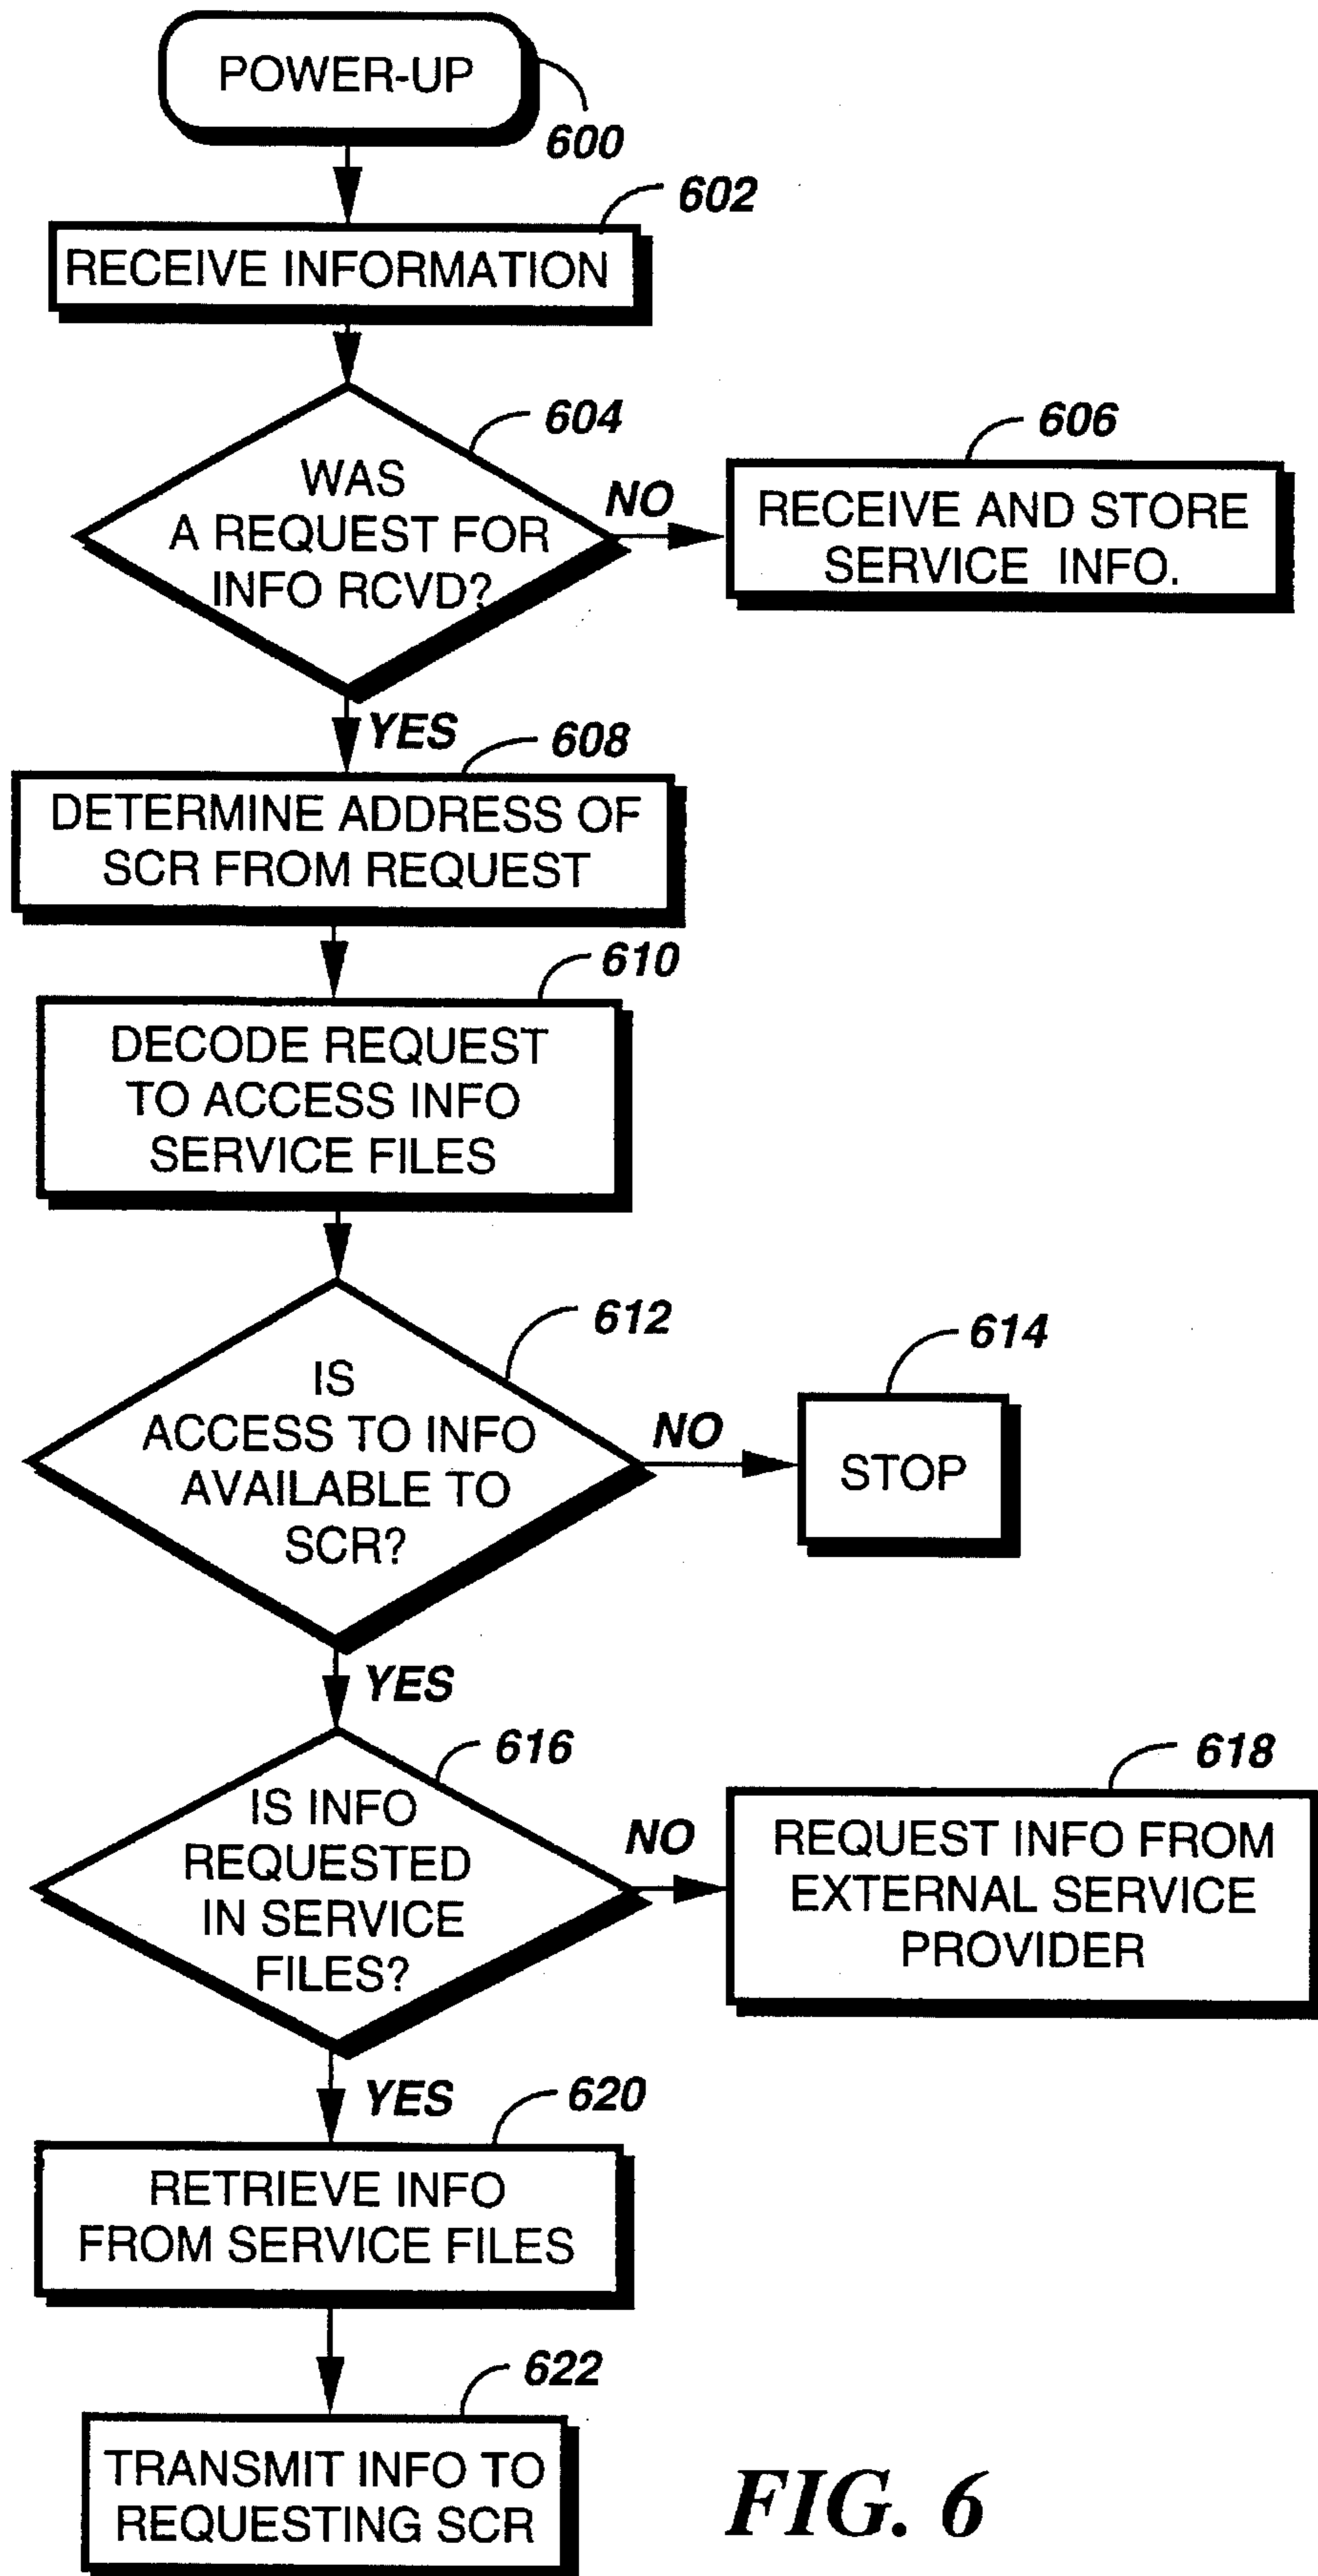 POWER-UP
600
602
RECEIVE INFORMATION
604
WAS
A REQUEST FOR
INFO RCVD?
NO
606
RECEIVE AND STORE
SERVICE INFO.
YES
608
DETERMINE ADDRESS OF
SCR FROM REQUEST
610
DECODE REQUEST
TO ACCESS INFO
SERVICE FILES
612
IS
ACCESS TO INFO
AVAILABLE TO
SCR?
NO
614
STOP
YES
616
IS INFO
REQUESTED
IN SERVICE
FILES?
NO
618
REQUEST INFO FROM
EXTERNAL SERVICE
PROVIDER
YES
620
RETRIEVE INFO
FROM SERVICE FILES
622
TRANSMIT INFO TO
REQUESTING SCR
FIG. 6